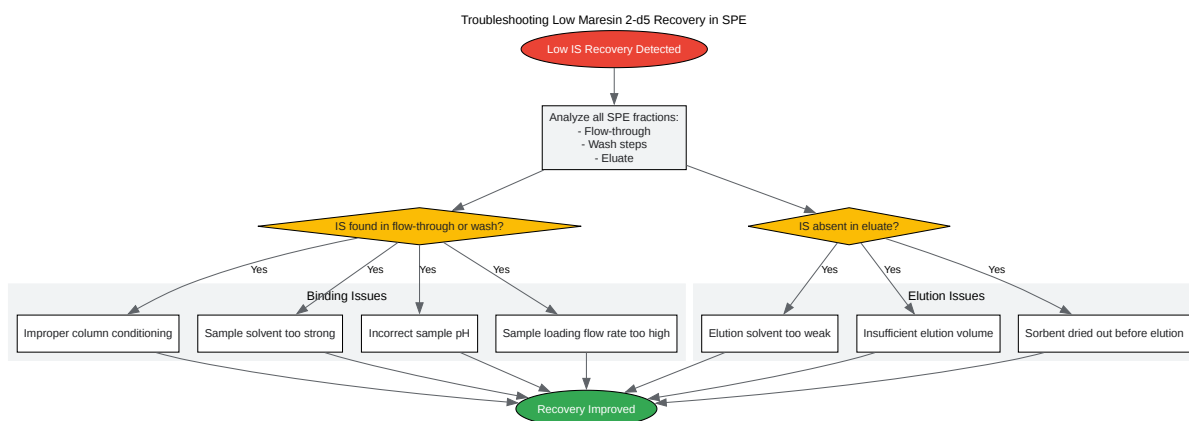 Troubleshooting Low Maresin 2-d5 Recovery in SPE
Low IS Recovery Detected
Analyze all SPE fractions:
- Flow-through
- Wash steps
- Eluate
IS found in flow-through or wash?
IS absent in eluate?
Yes
Yes
Yes
Yes
Yes
Yes
Yes
Binding Issues
Elution Issues
Improper column conditioning
Sample solvent too strong
Incorrect sample pH
Sample loading flow rate too high
Elution solvent too weak
Insufficient elution volume
Sorbent dried out before elution
Recovery Improved